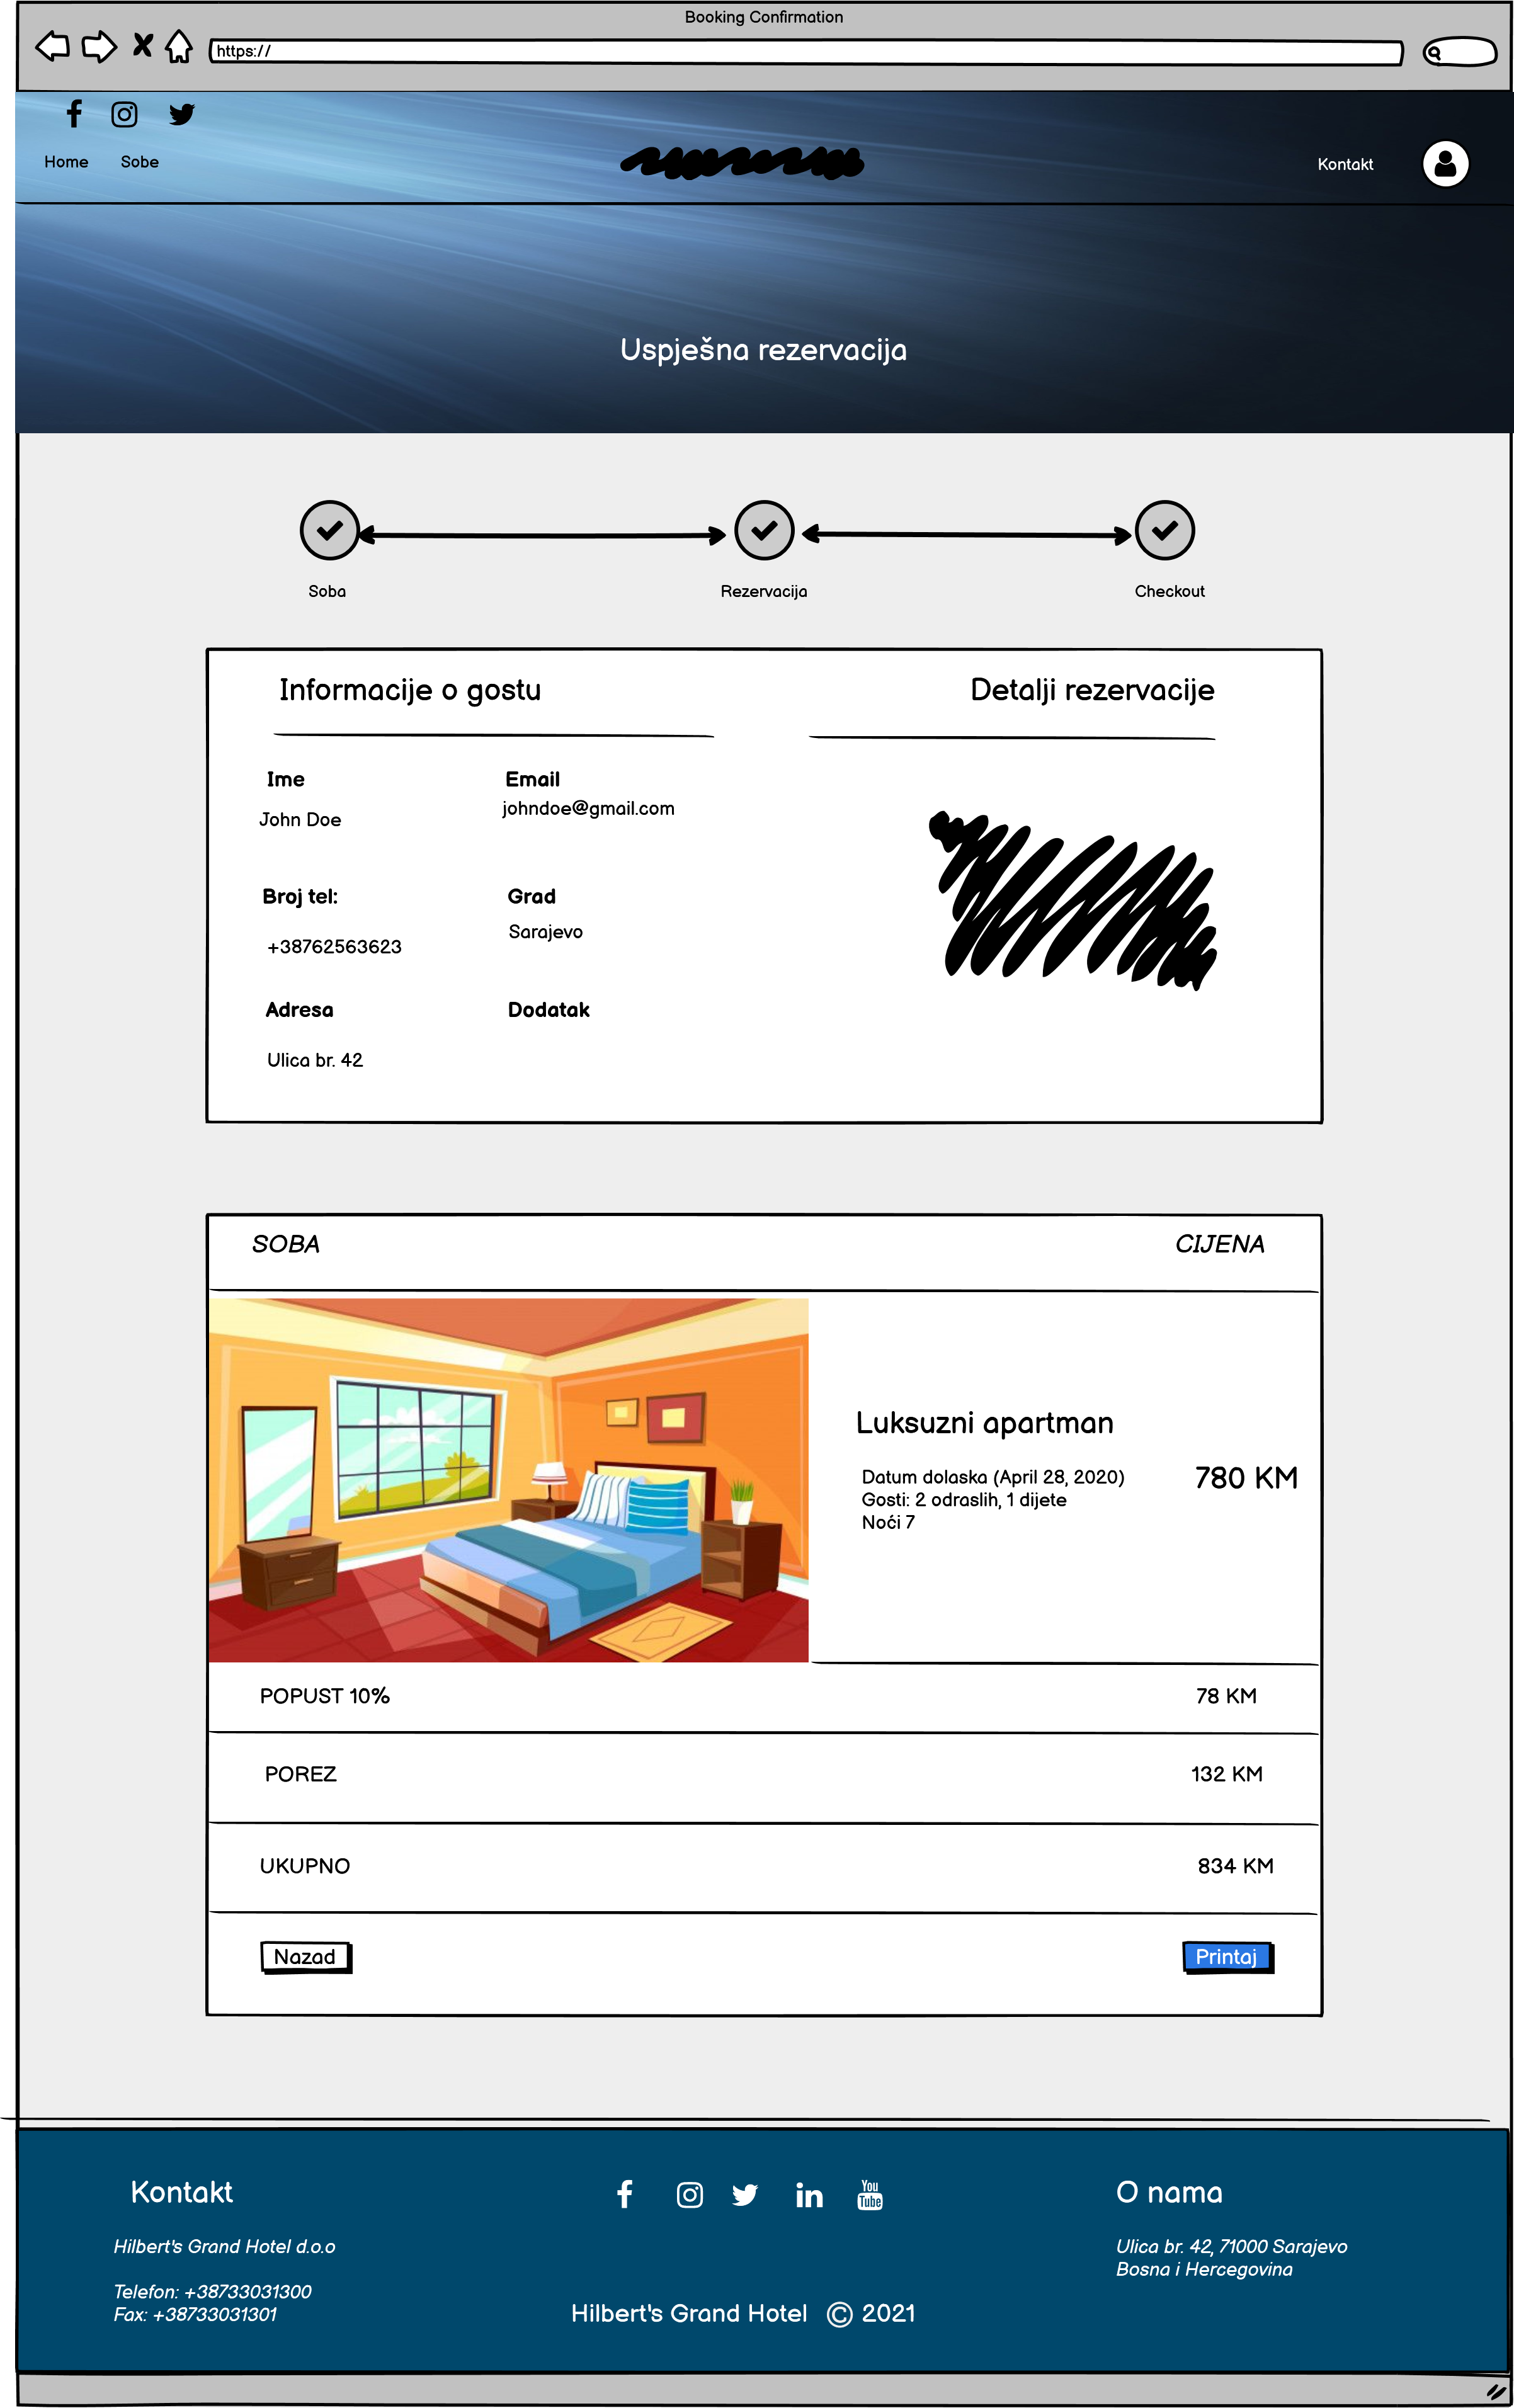 Booking Confirmation
https://
Home Sobe
Kontakt
Uspješna rezervacija
Soba Rezervacija Checkout
Informacije o gostu
Detalji rezervacije
Ime Email
John Doe johndoe@gmail.com
Broj tel: Grad
+38762563623 Sarajevo
Adresa Dodatak
Ulica br. 42
SOBA CIJENA
Luksuzni apartman
Datum dolaska (April 28, 2020)
Gosti: 2 odraslih, 1 dijete
Noći 7
780 KM
POPUST 10% 78 KM
POREZ 132 KM
UKUPNO 834 KM
Nazad Printaj
Kontakt
Hilbert's Grand Hotel d.o.o
Telefon: +38733031300
Fax: +38733031301
You
Tube
Hilbert's Grand Hotel © 2021
O nama
Ulica br. 42, 71000 Sarajevo
Bosna i Hercegovina